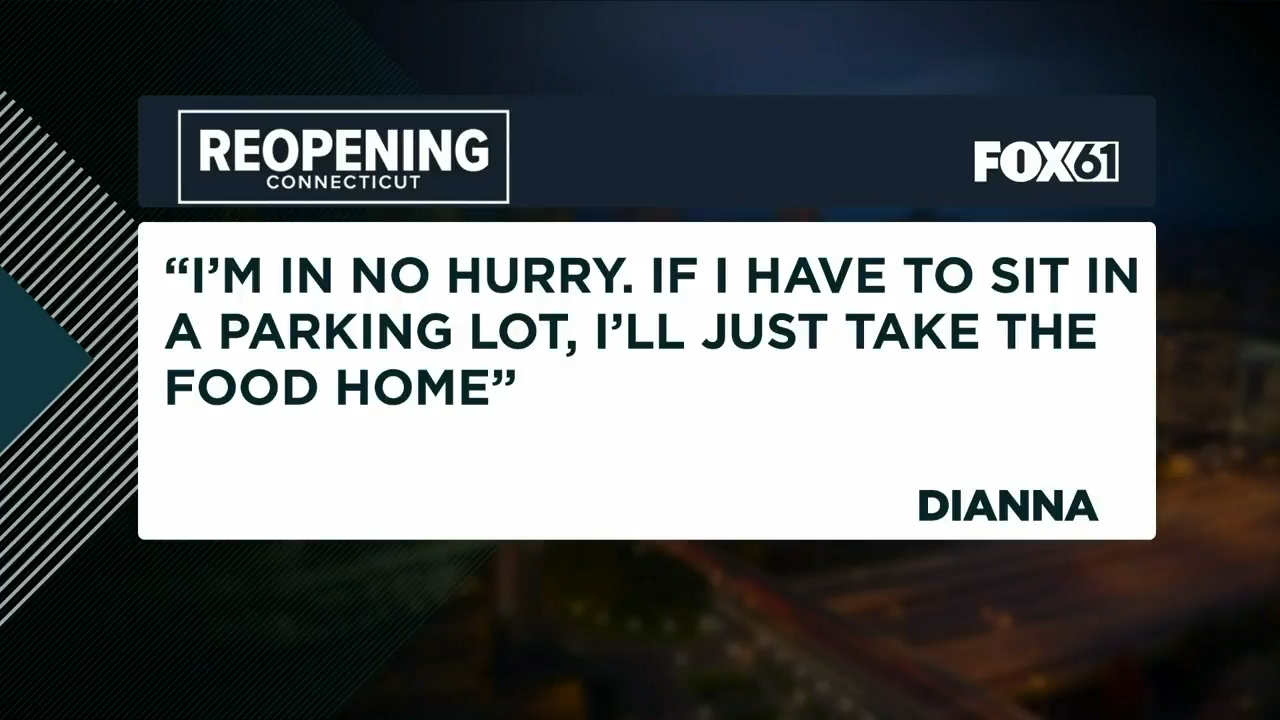 REOPENING
CONNECTICUT
FOX61
“I’M IN NO HURRY. IF I HAVE TO SIT IN
A PARKING LOT, I’LL JUST TAKE THE
FOOD HOME”
DIANNA